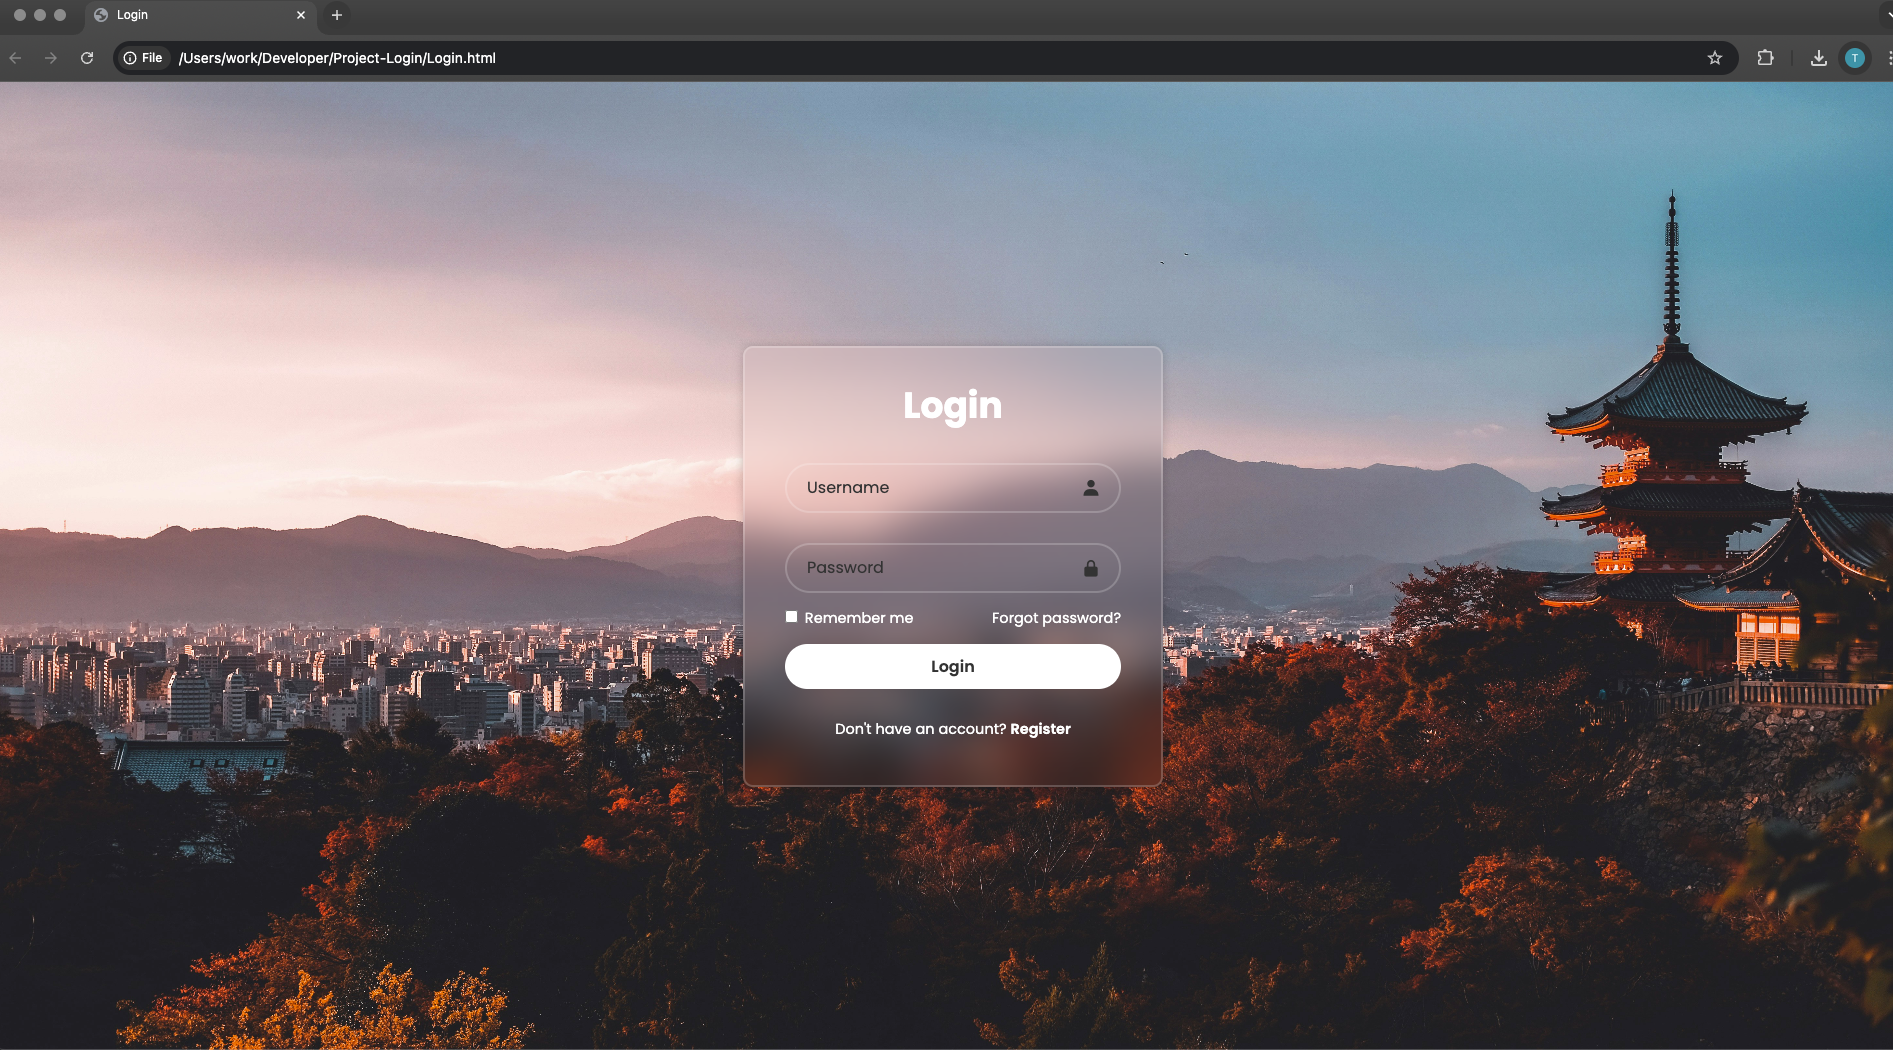 Login
File /Users/work/Developer/Project-Login/Login.html
T
Login
Username
Password
Remember me Forgot password?
Login
Don't have an account? Register